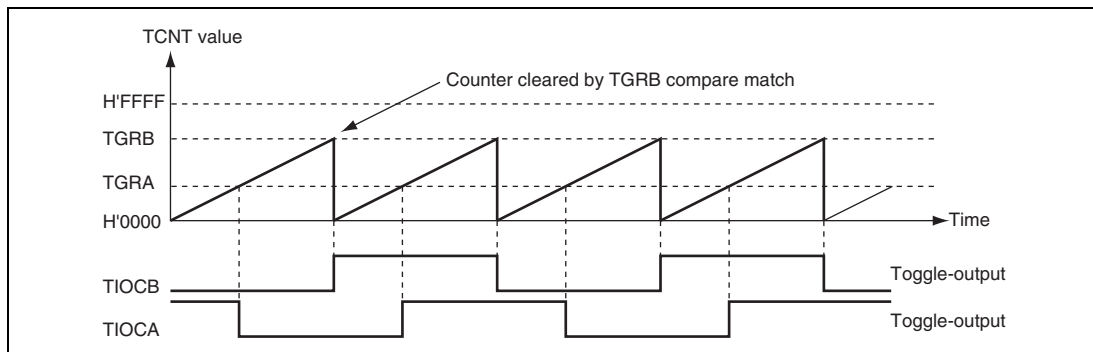 TCNT value
Counter cleared by TGRB compare match
H'FFFF
TGRB
TGRA
H'0000
Time
TIOCB
Toggle-output
TIOCA
Toggle-output